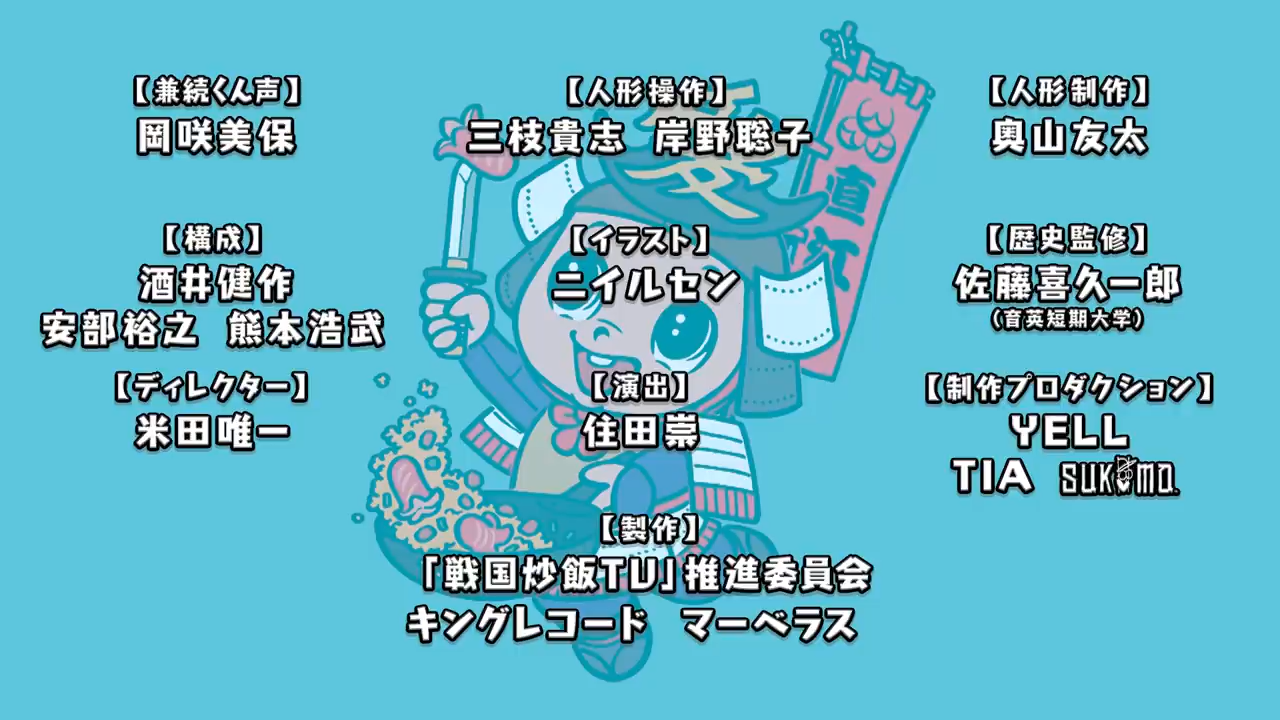 【兼続くん声】
岡咲美保
【人形操作】
三枝貴志 岸野聡子
【人形制作】
奥山友太
【構成】
酒井健作
安部裕之 熊本浩武
【イラスト】
ニイルセン
【歴史監修】
佐藤喜久一郎
(育英短期大学)
【ディレクター】
米田唯一
【演出】
住田崇
【制作プロダクション】
YELL
TIA sukima.
【製作】
「戦国炒飯TV」推進委員会
キングレコード マーベラス
愛
直江